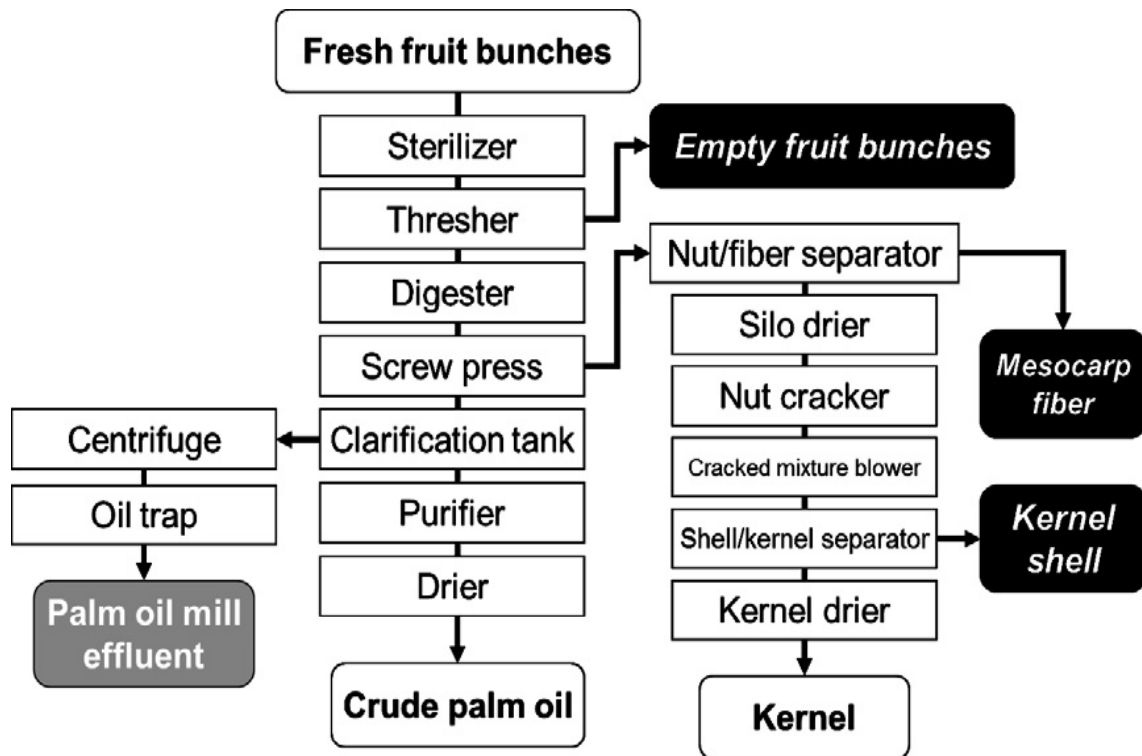 Fresh fruit bunches
Sterilizer
Empty fruit bunches
Thresher
Nut/fiber separator
Digester
Silo drier
Screw press
Mesocarp
fiber
Nut cracker
Centrifuge
Clarification tank
Cracked mixture blower
Oil trap
Purifier
Shell/kernel separator
Kernel
shell
Drier
Kernel drier
Palm oil mill
effluent
Crude palm oil
Kernel